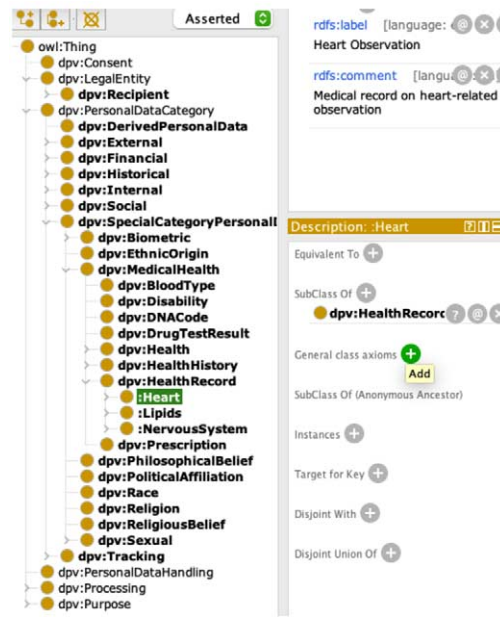 Asserted
owl:Thing
dpv:Consent
dpv:LegalEntity
dpv:Recipient
dpv:PersonalDataCategory
dpv:DerivedPersonalData
dpv:External
dpv:Financial
dpv:Historical
dpv:Internal
dpv:Social
dpv:SpecialCategoryPersonal
dpv:Biometric
dpv:EthnicOrigin
dpv:MedicalHealth
dpv:BloodType
dpv:Disability
dpv:DNACode
dpv:DrugTestResult
dpv:Health
dpv:HealthHistory
dpv:HealthRecord
:Heart
:Lipids
:NervousSystem
dpv:Prescription
dpv:PhilosophicalBelief
dpv:PoliticalAffiliation
dpv:Race
dpv:Religion
dpv:ReligiousBelief
dpv:Sexual
dpv:Tracking
dpv:PersonalDataHandling
dpv:Processing
dpv:Purpose
rdfs:label [language:
Heart Observation
rdfs:comment [langu
Medical record on heart-related
observation
Description: :Heart
Equivalent To
SubClass Of
dpv:HealthRecord
General class axioms
Add
SubClass Of (Anonymous Ancestor)
Instances
Target for Key
Disjoint With
Disjoint Union Of